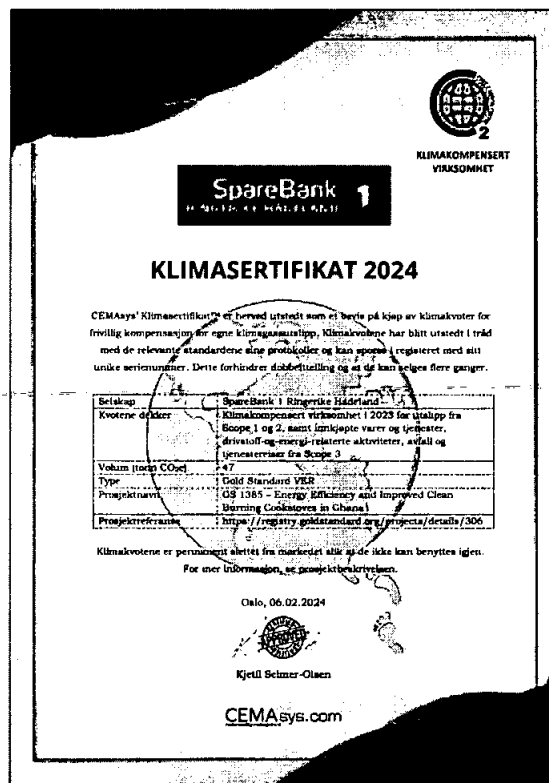 2
KLIMAKOMPENSERT
VIRKSOMHET
SpareBank 1
RINGERIKE HADELAND
KLIMASERTIFIKAT 2024
CEMAsys' Klimasertifikat™ er herved utstedt som et bevis på kjøp av klimakvoter for
frivillig kompensasjon for egne klimagassutslipp. Klimakvotene har blitt utstedt i tråd
med de relevante standardene sine protokoller og kan spores i registeret med sitt
unike serienummer. Dette forhindrer dobbelttelling og at de kan selges flere ganger.
Selskap SpareBank 1 Ringerike Hadeland
Kvotene dekker Klimakompensert virksomhet i 2023 for utslipp fra
Scope 1 og 2, samt innkjøpte varer og tjenester,
drivstoff-og-energi-relaterte aktiviteter, avfall og
tjenestereiser fra Scope 3
Volum (tonn CO₂e) 47
Type Gold Standard VER
Prosjektnavn GS 1385 – Energy Efficiency and Improved Clean
Burning Cookstoves in Ghana
Prosjektreferanse https://registry.goldstandard.org/projects/details/306
Klimakvotene er permanent slettet fra markedet slik at de ikke kan benyttes igjen.
For mer informasjon, se prosjektbeskrivelsen.
Oslo, 06.02.2024
APPROVED
Kjetil Selmer-Olsen
CEMAsys.com